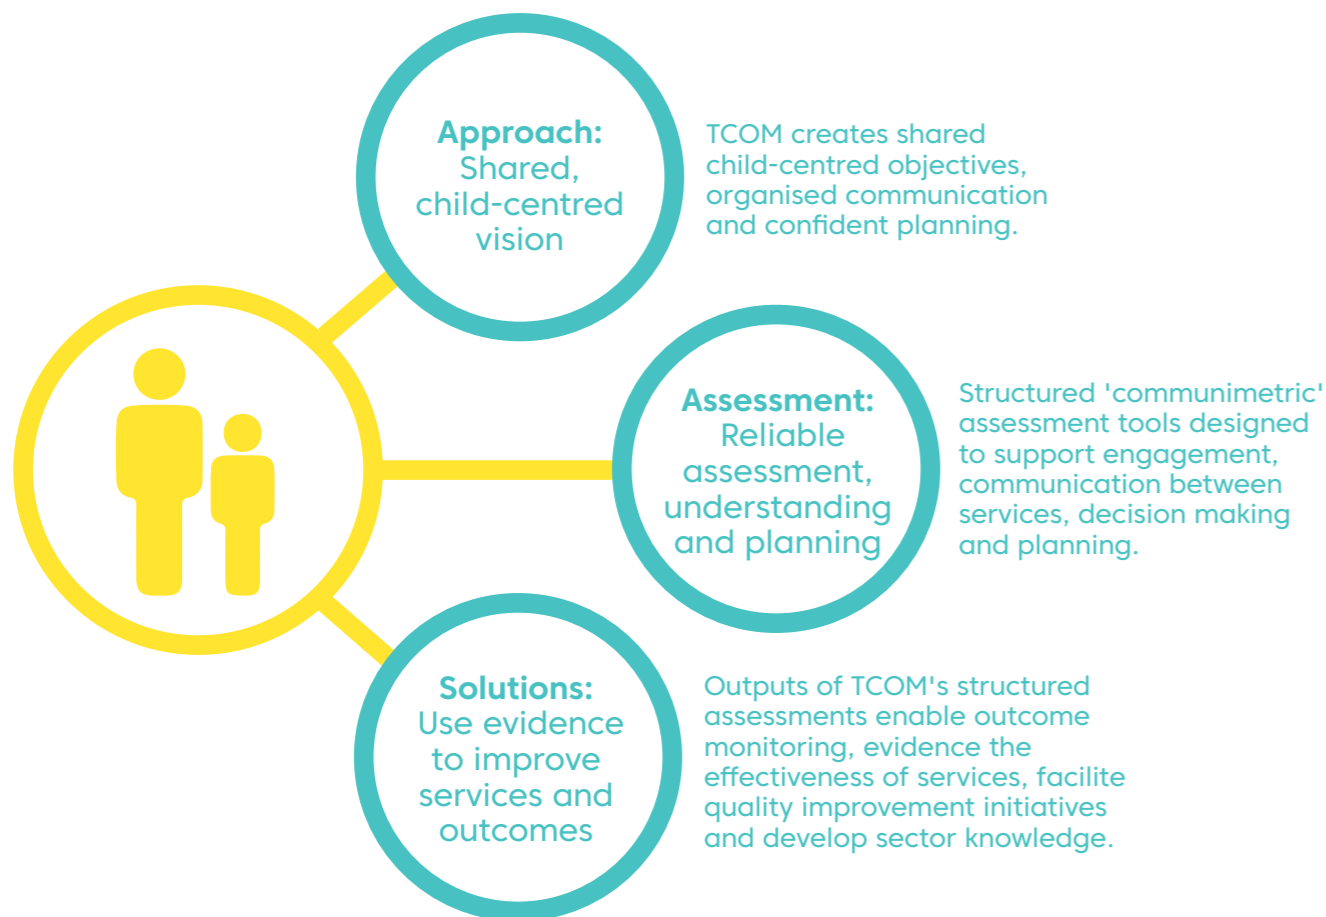 Approach:
Shared,
child-centred
vision
TCOM creates shared
child-centred objectives,
organised communication
and confident planning.
Assessment:
Reliable
assessment,
understanding
and planning
Structured 'communimetric'
assessment tools designed
to support engagement,
communication between
services, decision making
and planning.
Solutions:
Use evidence
to improve
services and
outcomes
Outputs of TCOM's structured
assessments enable outcome
monitoring, evidence the
effectiveness of services, facilite
quality improvement initiatives
and develop sector knowledge.